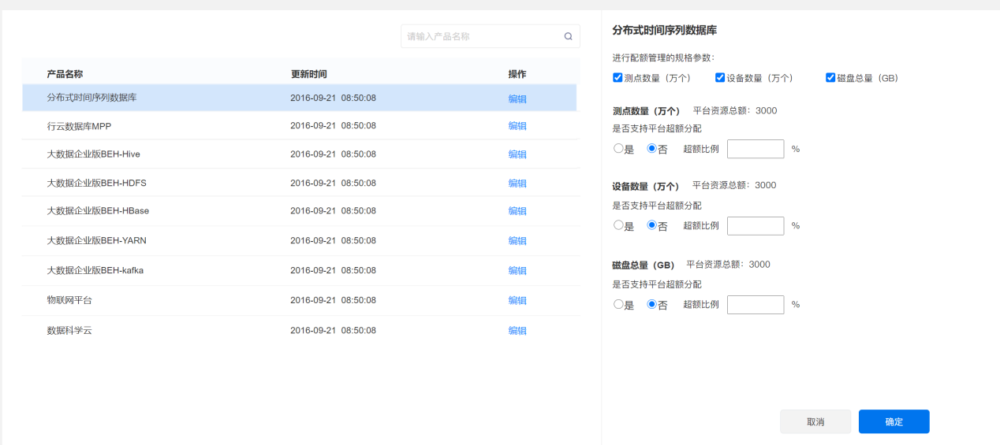 请输入产品名称
产品名称 更新时间 操作
分布式时间序列数据库 2016-09-21 08:50:08 编辑
行云数据库MPP 2016-09-21 08:50:08 编辑
大数据企业版BEH-Hive 2016-09-21 08:50:08 编辑
大数据企业版BEH-HDFS 2016-09-21 08:50:08 编辑
大数据企业版BEH-HBase 2016-09-21 08:50:08 编辑
大数据企业版BEH-YARN 2016-09-21 08:50:08 编辑
大数据企业版BEH-kafka 2016-09-21 08:50:08 编辑
物联网平台 2016-09-21 08:50:08 编辑
数据科学云 2016-09-21 08:50:08 编辑
分布式时间序列数据库
进行配额管理的规格参数：
测点数量（万个） 设备数量（万个） 磁盘总量（GB）
测点数量（万个） 平台资源总额：3000
是否支持平台超额分配
是 否 超额比例 %
设备数量（万个） 平台资源总额：3000
是否支持平台超额分配
是 否 超额比例 %
磁盘总量（GB） 平台资源总额：3000
是否支持平台超额分配
是 否 超额比例 %
取消 确定